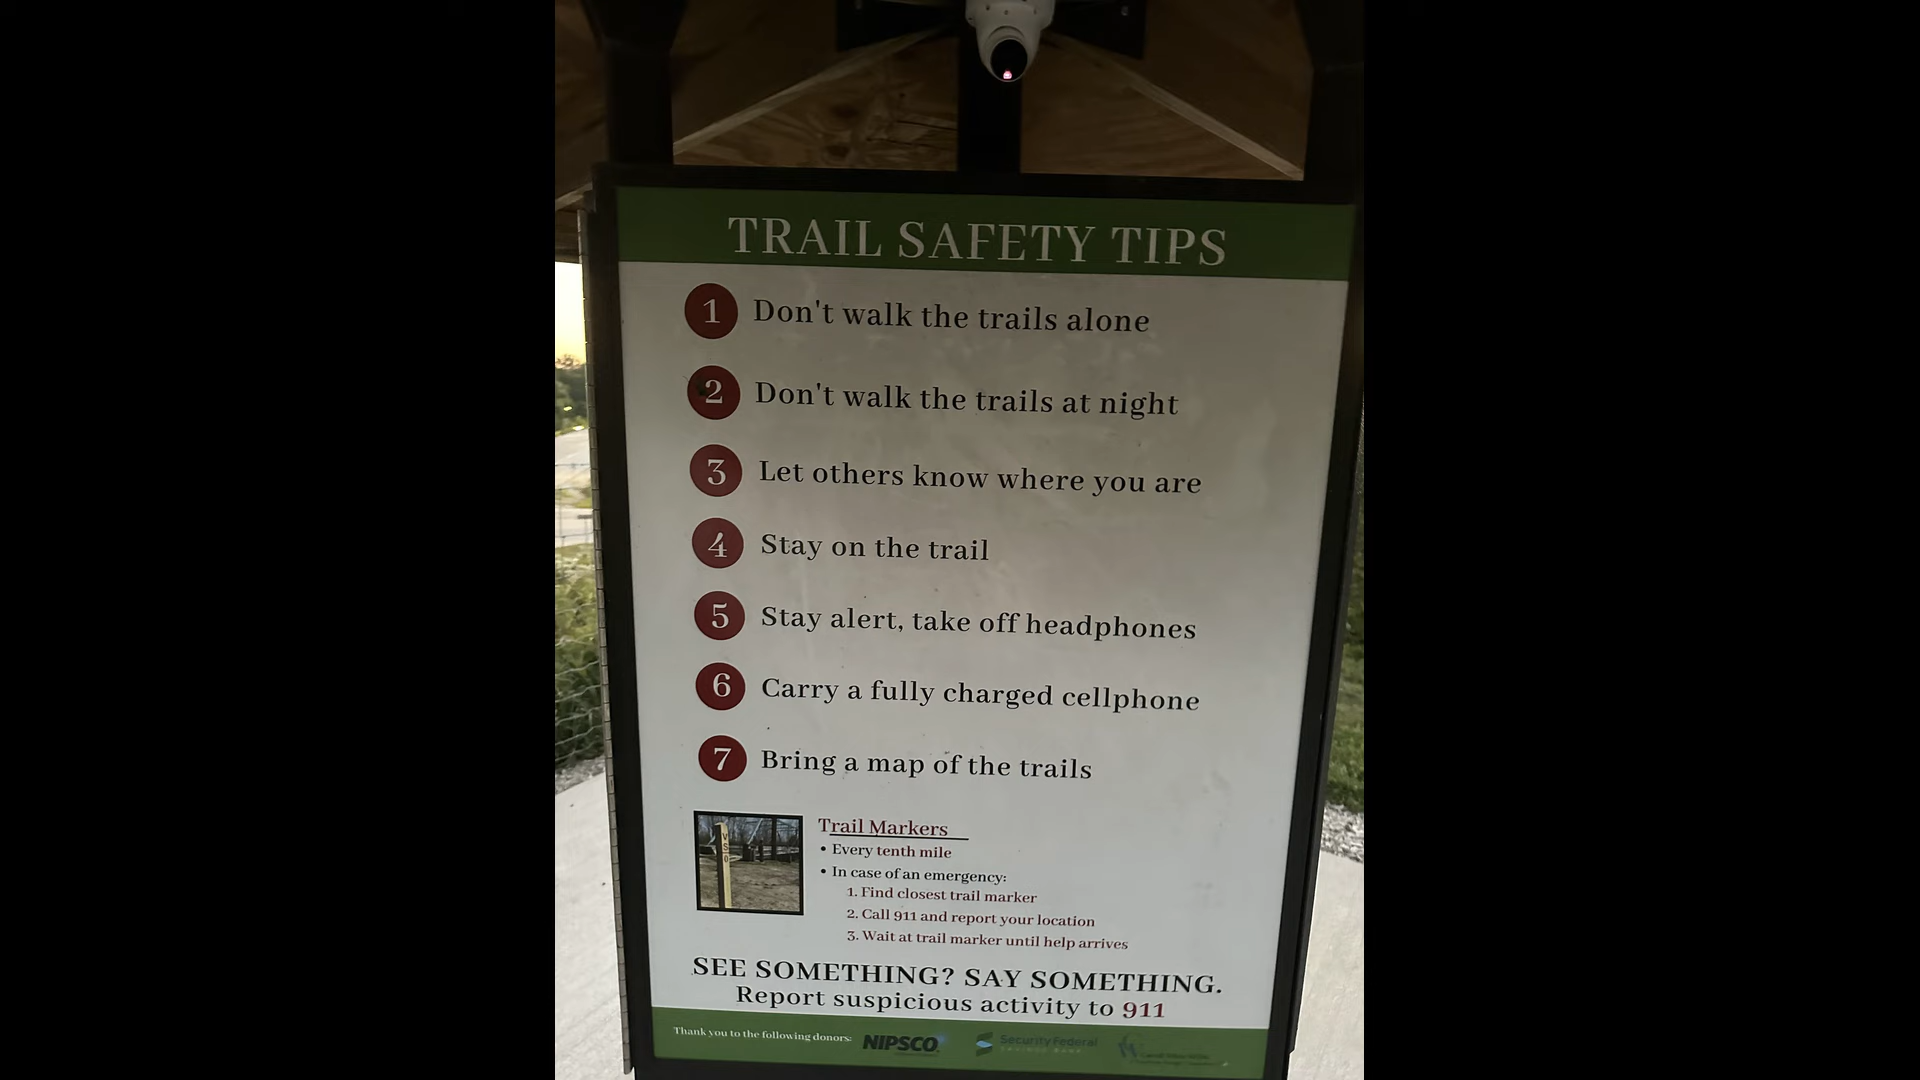 TRAIL SAFETY TIPS
1 Don't walk the trails alone
2 Don't walk the trails at night
3 Let others know where you are
4 Stay on the trail
5 Stay alert, take off headphones
6 Carry a fully charged cellphone
7 Bring a map of the trails
Trail Markers
• Every tenth mile
• In case of an emergency:
1. Find closest trail marker
2. Call 911 and report your location
3. Wait at trail marker until help arrives
SEE SOMETHING? SAY SOMETHING.
Report suspicious activity to 911
Thank you to the following donors: NIPSCO Security Federal